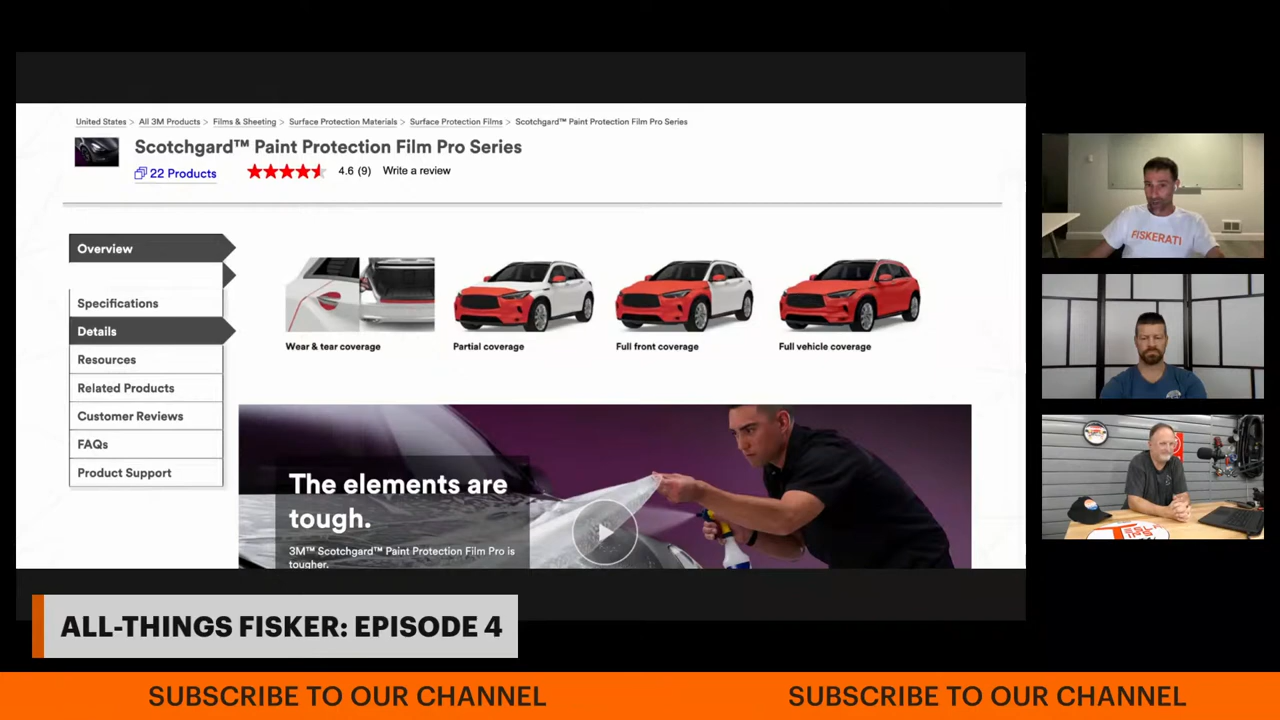 United States > All 3M Products > Films & Sheeting > Surface Protection Materials > Surface Protection Films > Scotchgard™ Paint Protection Film Pro Series
Scotchgard™ Paint Protection Film Pro Series
22 Products
4.6 (9) Write a review
Overview
Specifications
Details
Resources
Related Products
Customer Reviews
FAQs
Product Support
Wear & tear coverage
Partial coverage
Full front coverage
Full vehicle coverage
The elements are
tough.
3M™ Scotchgard™ Paint Protection Film Pro is
tougher.
FISKERATI
ALL-THINGS FISKER: EPISODE 4
SUBSCRIBE TO OUR CHANNEL SUBSCRIBE TO OUR CHANNEL